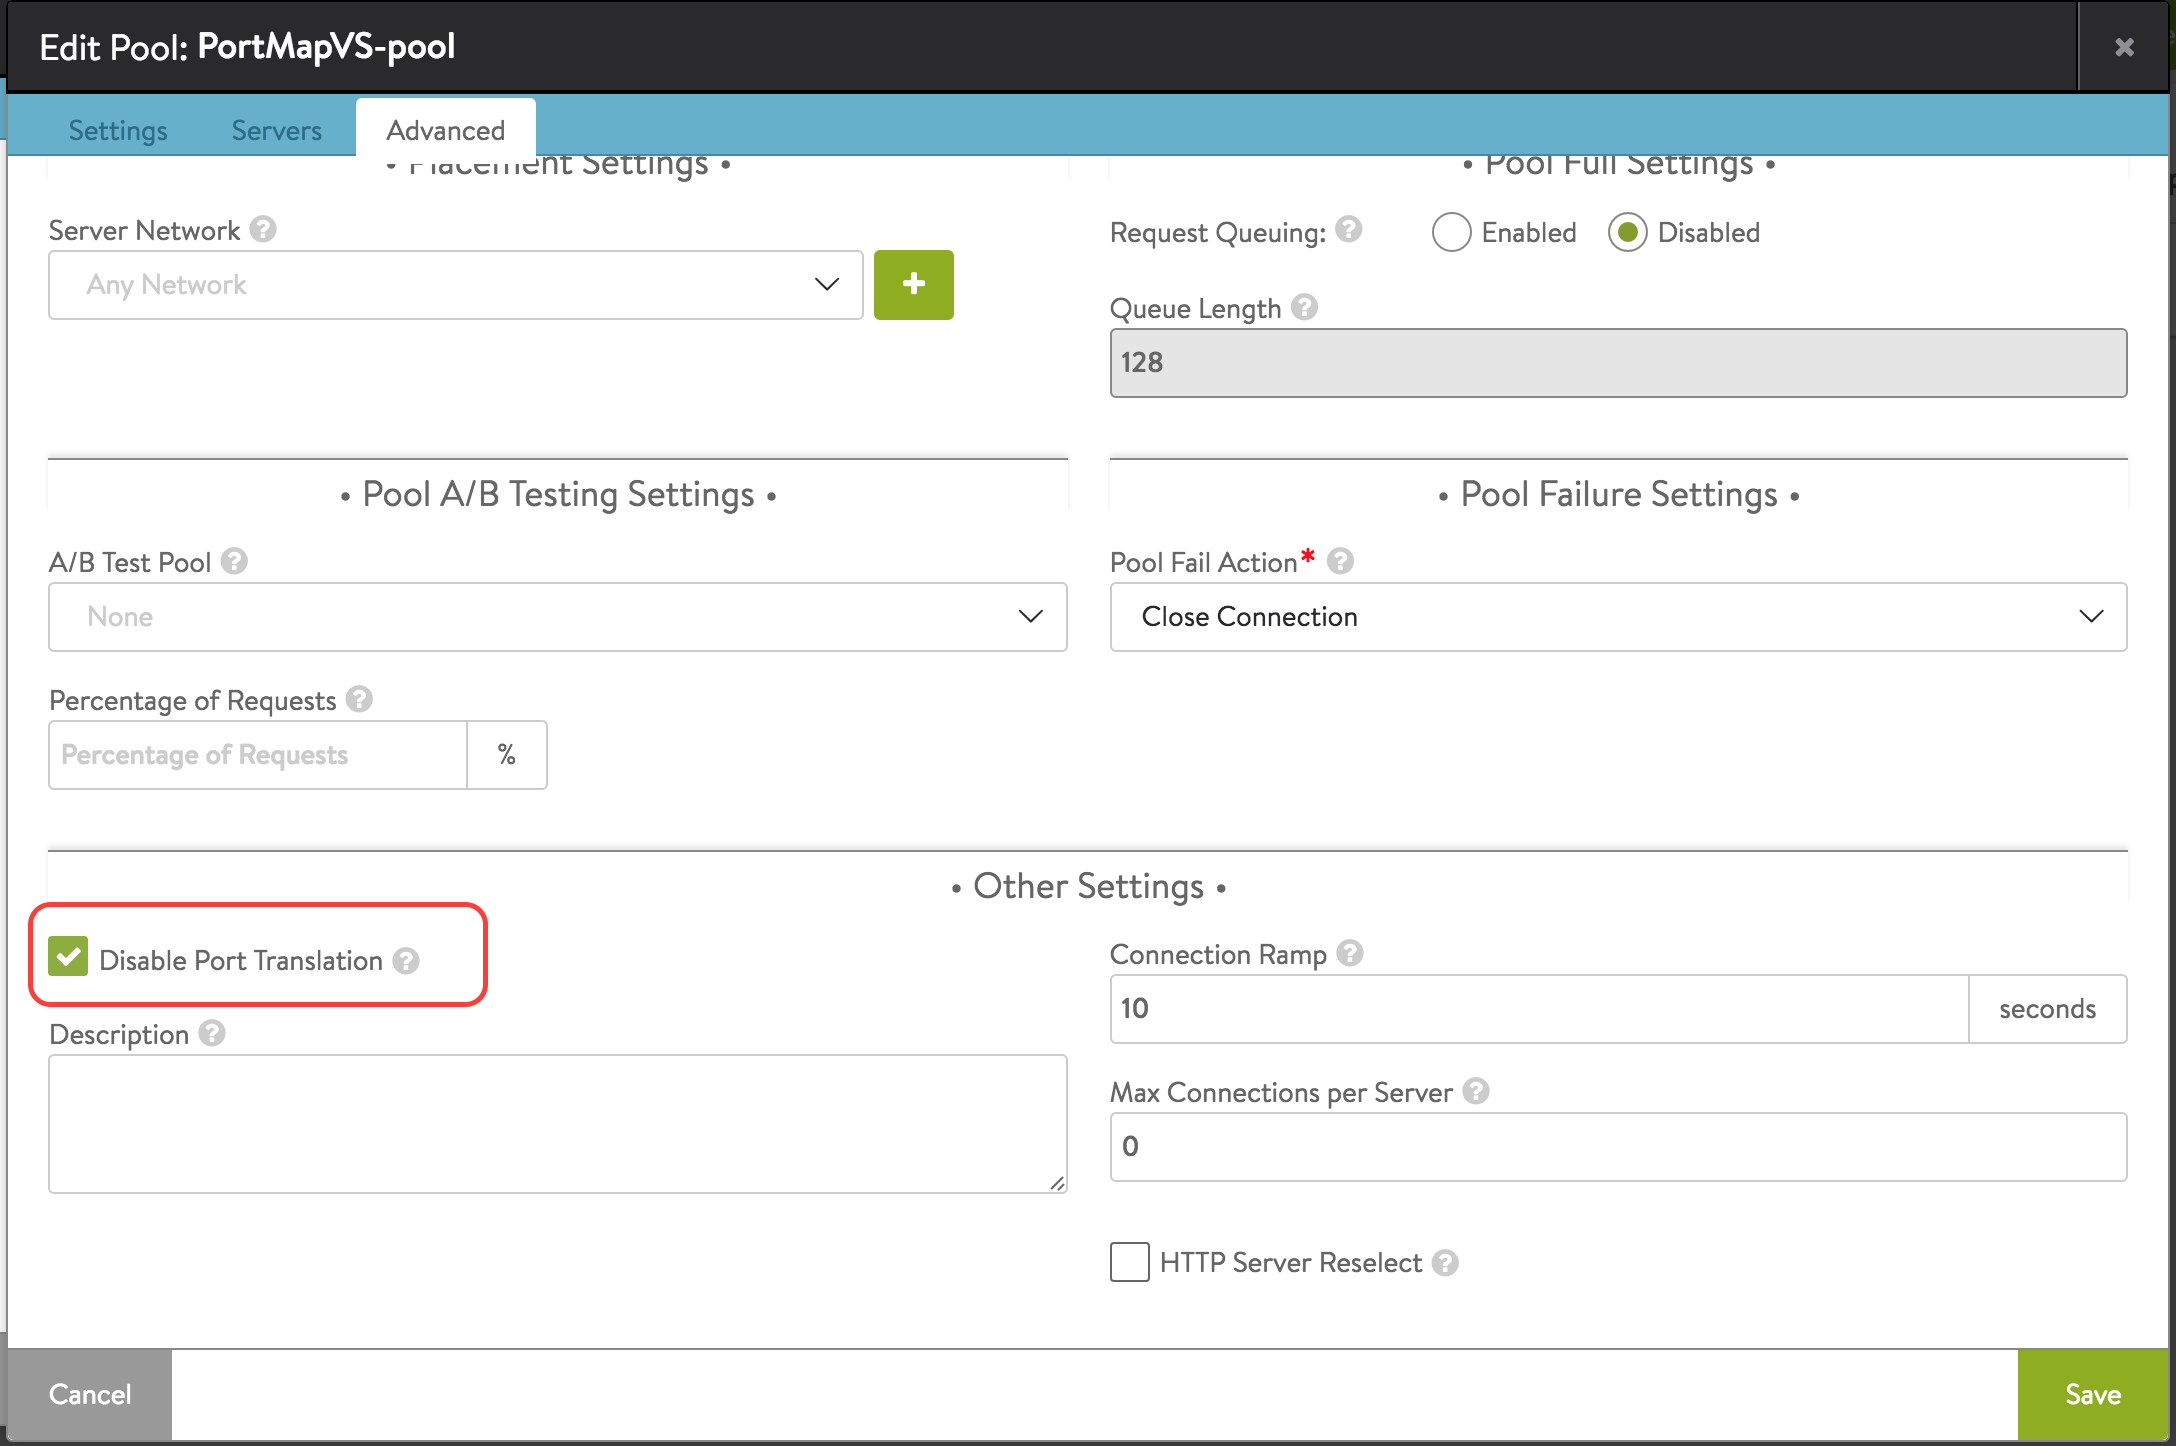 Edit Pool: PortMapVS-pool
Settings
Servers
Advanced
• Placement Settings •
Server Network ?
Any Network
+
• Pool Full Settings •
Request Queuing: ?
Enabled
Disabled
Queue Length ?
128
• Pool A/B Testing Settings •
A/B Test Pool ?
None
Percentage of Requests ?
Percentage of Requests
%
• Pool Failure Settings •
Pool Fail Action* ?
Close Connection
• Other Settings •
Disable Port Translation ?
Description ?
Connection Ramp ?
10
seconds
Max Connections per Server ?
0
HTTP Server Reselect ?
Cancel
Save